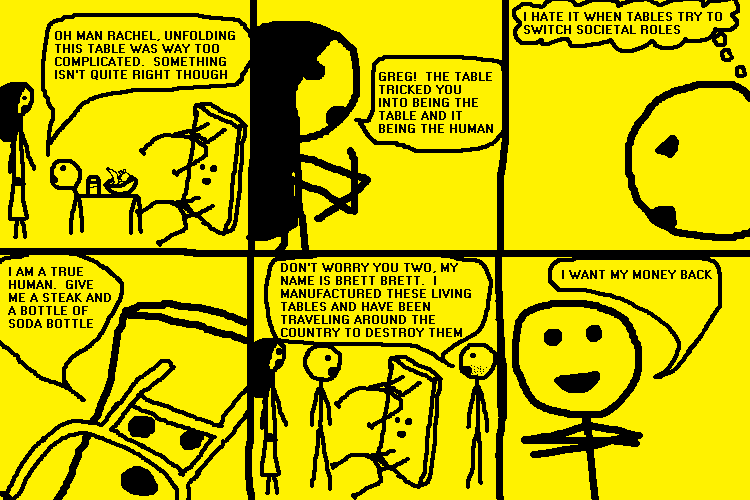 OH MAN RACHEL, UNFOLDING
THIS TABLE WAS WAY TOO
COMPLICATED.  SOMETHING
ISN'T QUITE RIGHT THOUGH
GREG!  THE TABLE
TRICKED YOU
INTO BEING THE
TABLE AND IT
BEING THE HUMAN
I HATE IT WHEN TABLES TRY TO
SWITCH SOCIETAL ROLES
I AM A TRUE
HUMAN.  GIVE
ME A STEAK AND
A BOTTLE OF
SODA BOTTLE
DON'T WORRY YOU TWO, MY
NAME IS BRETT BRETT.  I
MANUFACTURED THESE LIVING
TABLES AND HAVE BEEN
TRAVELING AROUND THE
COUNTRY TO DESTROY THEM
I WANT MY MONEY BACK